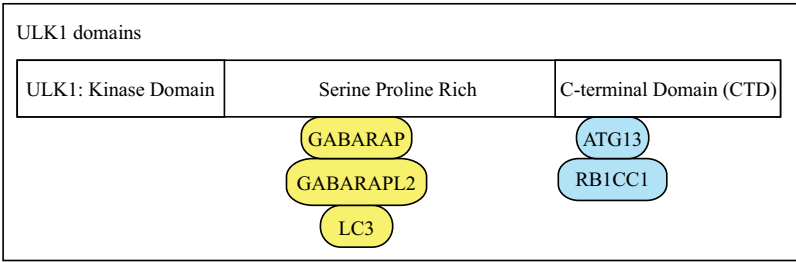 ULK1 domains
ULK1: Kinase Domain Serine Proline Rich C-terminal Domain (CTD)
GABARAP ATG13
GABARAPL2 RB1CC1
LC3